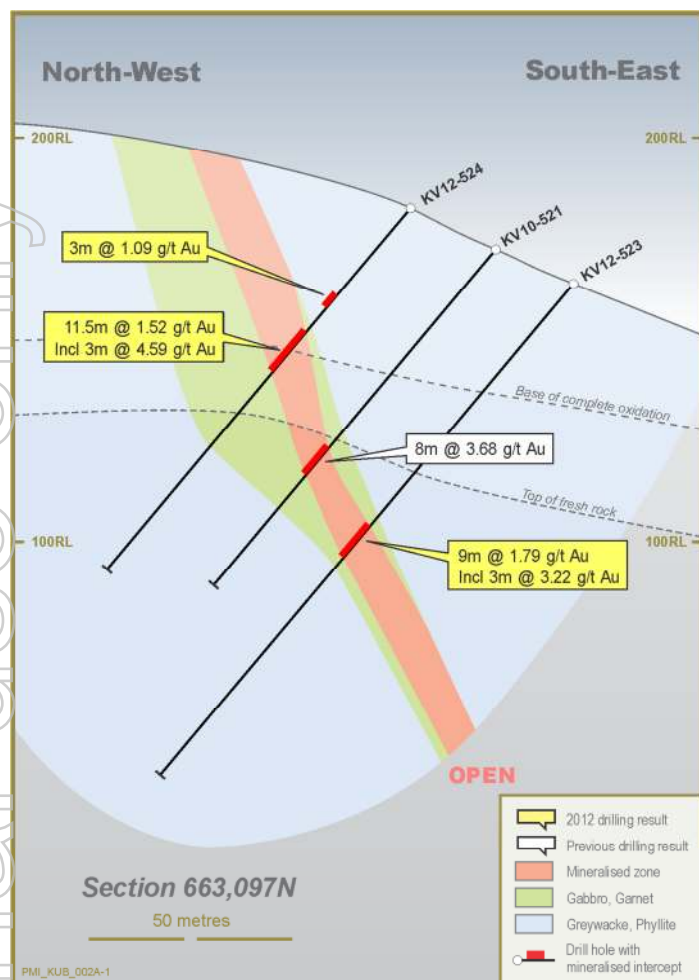 North-West
South-East
200RL
200RL
KV12-524
KV10-521
KV12-523
3m @ 1.09 g/t Au
11.5m @ 1.52 g/t Au
Incl 3m @ 4.59 g/t Au
Base of complete oxidation
8m @ 3.68 g/t Au
Top of fresh rock
100RL
100RL
9m @ 1.79 g/t Au
Incl 3m @ 3.22 g/t Au
OPEN
Section 663,097N
50 metres
2012 drilling result
Previous drilling result
Mineralised zone
Gabbro, Garnet
Greywacke, Phyllite
Drill hole with
mineralised intercept
PMI_KUB_002A-1